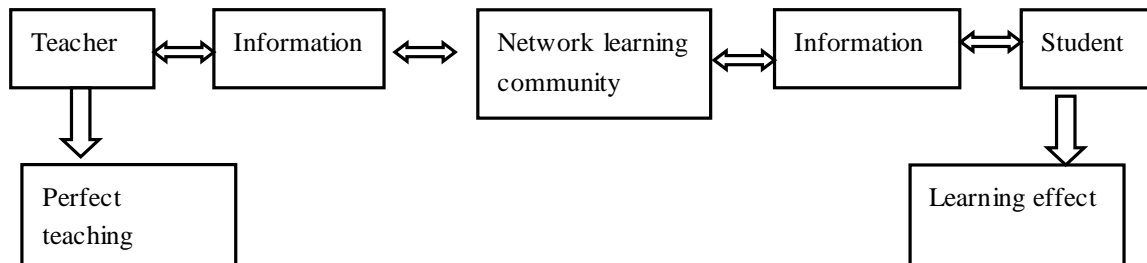 Teacher
Information
Network learning
community
Information
Student
Perfect
teaching
Learning effect